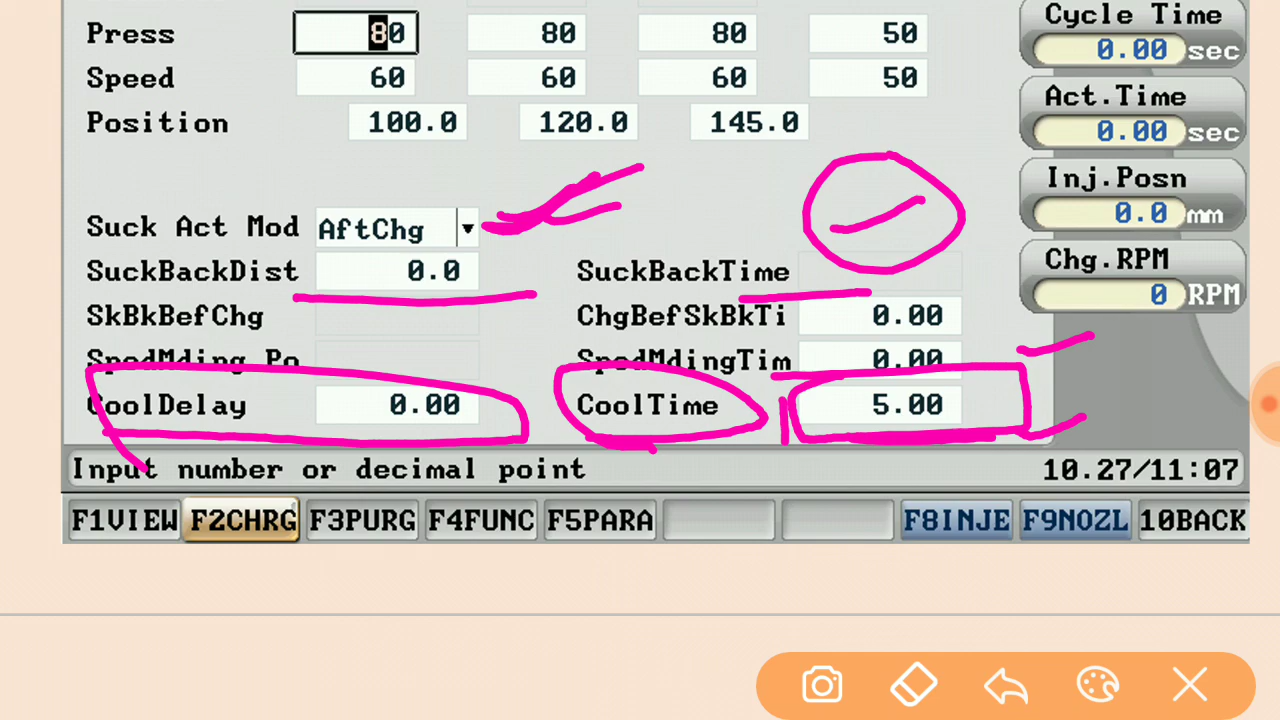 Press 80 80 80 50
Cycle Time
0.00 sec
Speed 60 60 60 50
Act.Time
0.00 sec
Position 100.0 120.0 145.0
Inj.Posn
0.0 mm
Suck Act Mod AftChg
SuckBackDist 0.0 SuckBackTime
Chg.RPM
0 RPM
SkBkBefChg ChgBefSkBkTi 0.00
SpedMding Po SpedMdingTim 0.00
CoolDelay 0.00 CoolTime 5.00
Input number or decimal point 10.27/11:07
F1VIEW F2CHRG F3PURG F4FUNC F5PARA F8INJE F9NOZL 10BACK